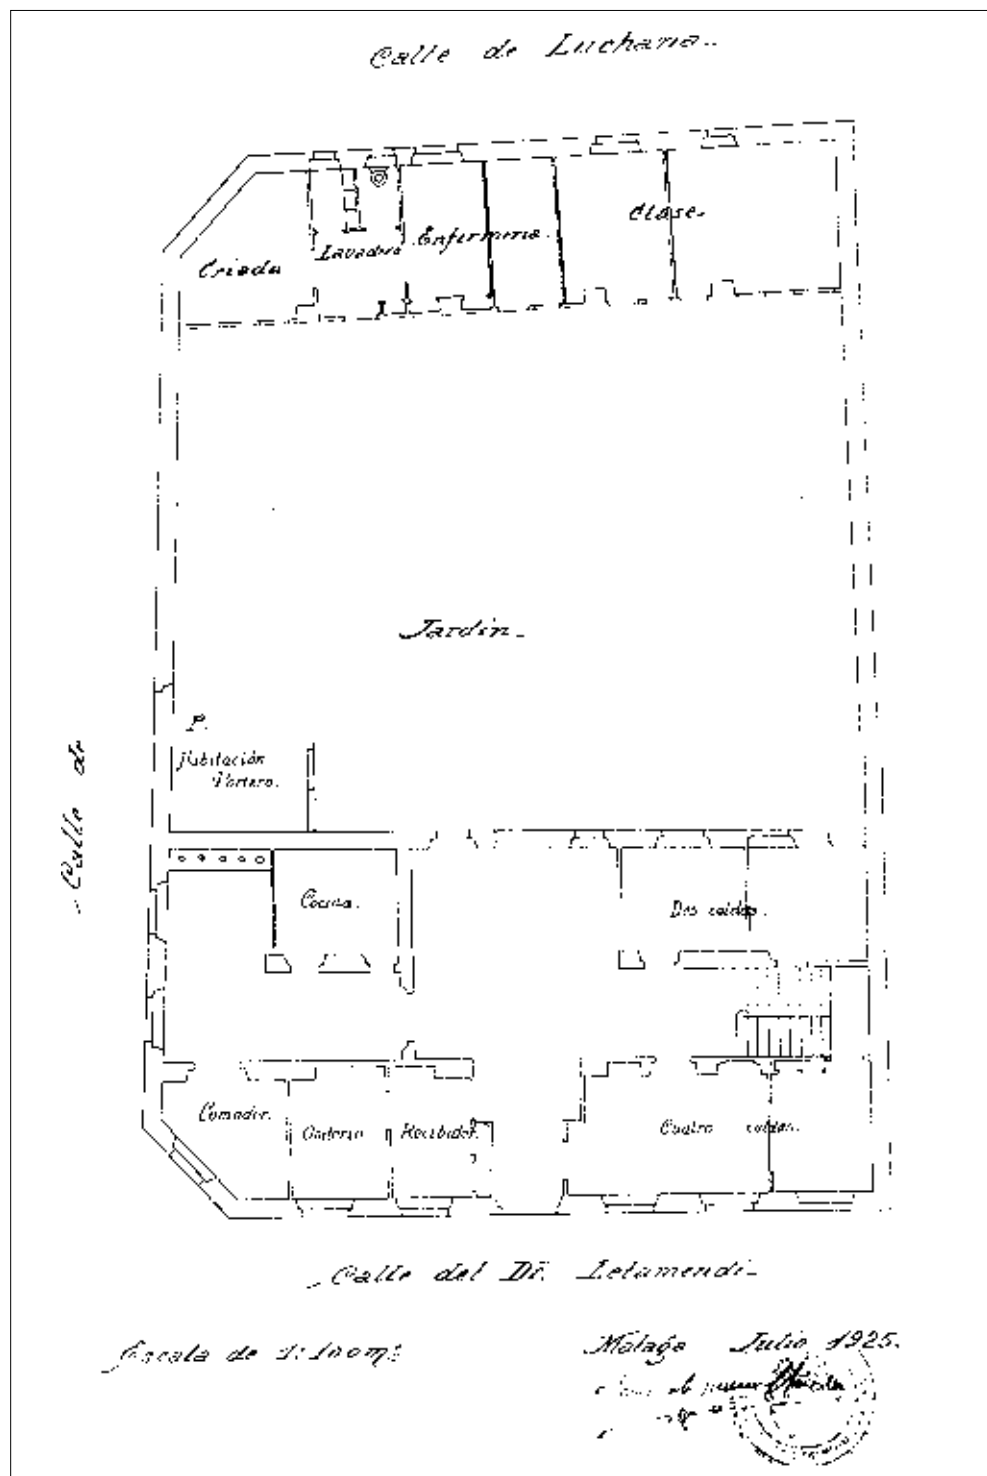 Calle de Luchana..
Criada
Lavadero
Enfermeria.
Clase.
Jardín.
P.
Habitación
Portero.
Calle de
Cocina.
Dos caídas.
Comedor.
Recibidor.
Cuatro caídas.
Calle del Dr. Letamendi.
Escala de 1:100 m/
Málaga Julio 1925.